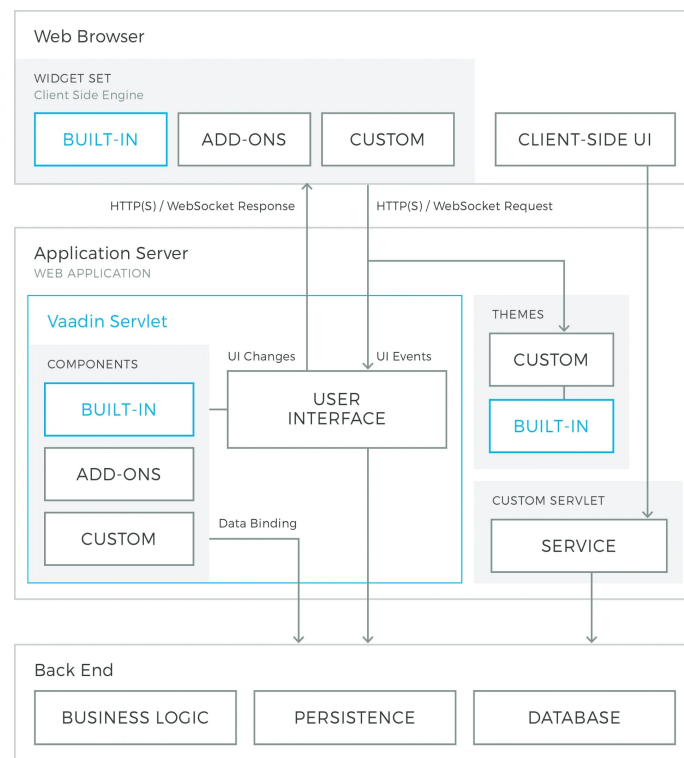 Web Browser
WIDGET SET
Client Side Engine
BUILT-IN
ADD-ONS
CUSTOM
CLIENT-SIDE UI
HTTP(S) / WebSocket Response
HTTP(S) / WebSocket Request
Application Server
WEB APPLICATION
Vaadin Servlet
COMPONENTS
BUILT-IN
ADD-ONS
CUSTOM
UI Changes
UI Events
USER
INTERFACE
Data Binding
THEMES
CUSTOM
BUILT-IN
CUSTOM SERVLET
SERVICE
Back End
BUSINESS LOGIC
PERSISTENCE
DATABASE